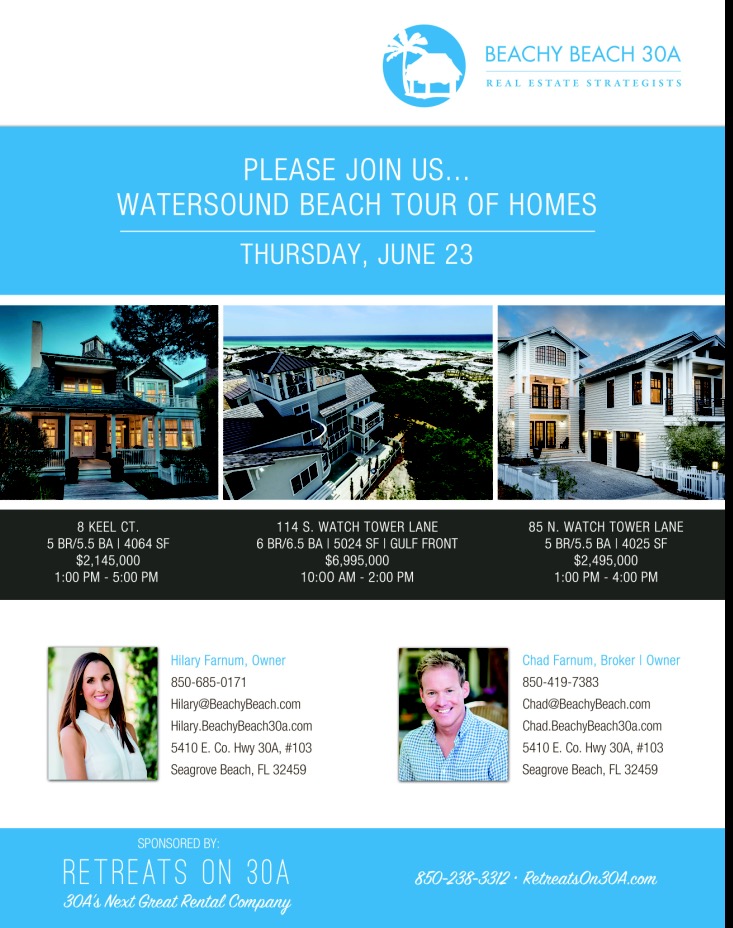 BEACHY BEACH 30A
REAL ESTATE STRATEGISTS
PLEASE JOIN US...
WATERSOUND BEACH TOUR OF HOMES
THURSDAY, JUNE 23
8 KEEL CT.
5 BR/5.5 BA | 4064 SF
$2,145,000
1:00 PM - 5:00 PM
114 S. WATCH TOWER LANE
6 BR/6.5 BA | 5024 SF | GULF FRONT
$6,995,000
10:00 AM - 2:00 PM
85 N. WATCH TOWER LANE
5 BR/5.5 BA | 4025 SF
$2,495,000
1:00 PM - 4:00 PM
Hilary Farnum, Owner
850-685-0171
Hilary@BeachyBeach.com
Hilary.BeachyBeach30a.com
5410 E. Co. Hwy 30A, #103
Seagrove Beach, FL 32459
Chad Farnum, Broker | Owner
850-419-7383
Chad@BeachyBeach.com
Chad.BeachyBeach30a.com
5410 E. Co. Hwy 30A, #103
Seagrove Beach, FL 32459
SPONSORED BY:
RETREATS ON 30A
30A's Next Great Rental Company
850-238-3312 • RetreatsOn30A.com